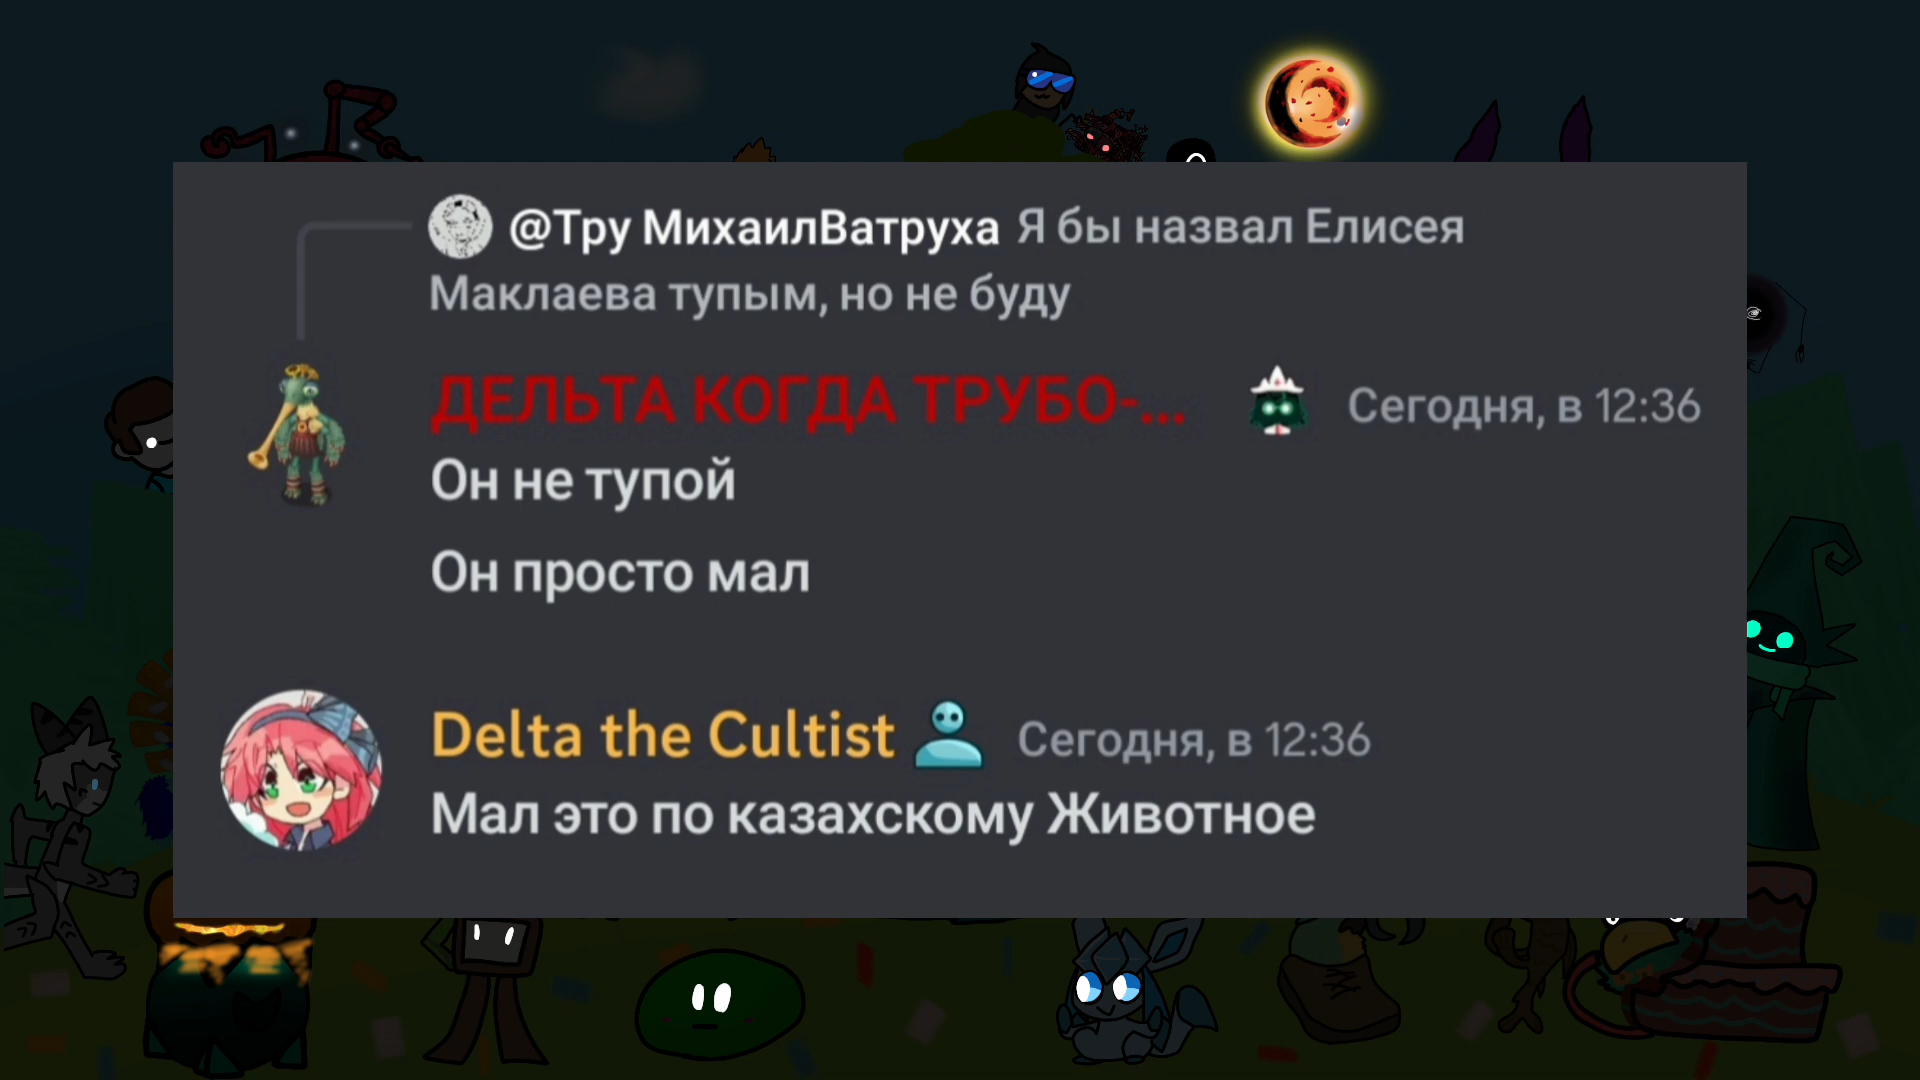 @Тру МихаилВатруха Я бы назвал Елисея
Маклаева тупым, но не буду
ДЕЛЬТА КОГДА ТРУБО-... Сегодня, в 12:36
Он не тупой
Он просто мал
Delta the Cultist Сегодня, в 12:36
Мал это по казахскому Животное